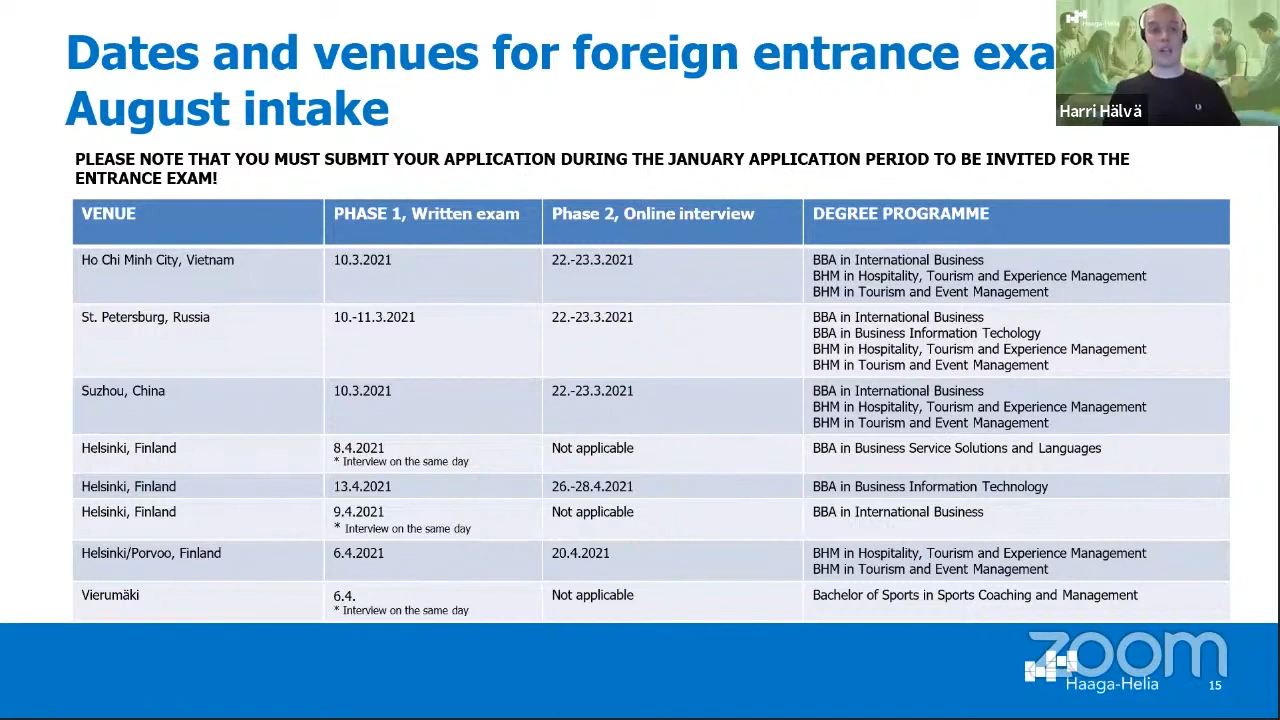 Dates and venues for foreign entrance exa
August intake
Haaga-Helia
Harri Hälvä
PLEASE NOTE THAT YOU MUST SUBMIT YOUR APPLICATION DURING THE JANUARY APPLICATION PERIOD TO BE INVITED FOR THE
ENTRANCE EXAM!
VENUE PHASE 1, Written exam Phase 2, Online interview DEGREE PROGRAMME
Ho Chi Minh City, Vietnam 10.3.2021 22.-23.3.2021 BBA in International Business
BHM in Hospitality, Tourism and Experience Management
BHM in Tourism and Event Management
St. Petersburg, Russia 10.-11.3.2021 22.-23.3.2021 BBA in International Business
BBA in Business Information Techology
BHM in Hospitality, Tourism and Experience Management
BHM in Tourism and Event Management
Suzhou, China 10.3.2021 22.-23.3.2021 BBA in International Business
BHM in Hospitality, Tourism and Experience Management
BHM in Tourism and Event Management
Helsinki, Finland 8.4.2021 Not applicable BBA in Business Service Solutions and Languages
* Interview on the same day
Helsinki, Finland 13.4.2021 26.-28.4.2021 BBA in Business Information Technology
Helsinki, Finland 9.4.2021 Not applicable BBA in International Business
* Interview on the same day
Helsinki/Porvoo, Finland 6.4.2021 20.4.2021 BHM in Hospitality, Tourism and Experience Management
BHM in Tourism and Event Management
Vierumäki 6.4. Not applicable Bachelor of Sports in Sports Coaching and Management
* Interview on the same day
zoom
Haaga-Helia
15